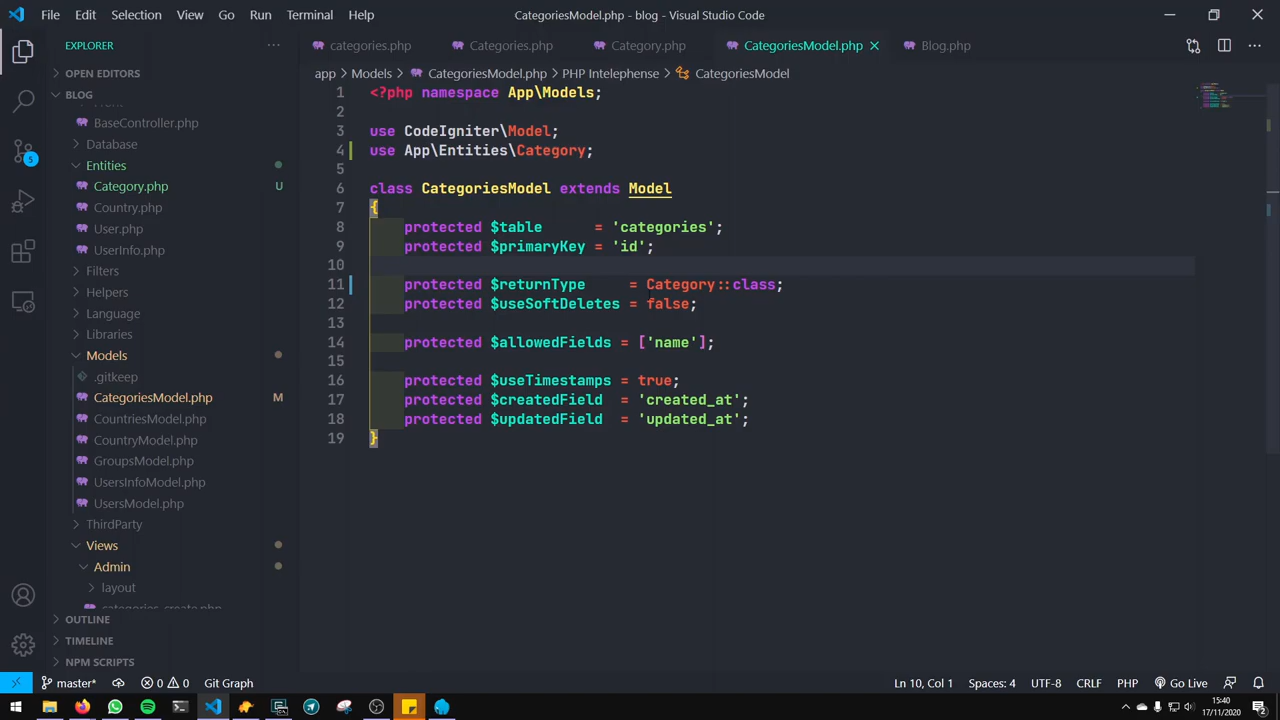 File Edit Selection View Go Run Terminal Help
CategoriesModel.php - blog - Visual Studio Code
EXPLORER
OPEN EDITORS
BLOG
BaseController.php
Database
Entities
Category.php U
Country.php
User.php
UserInfo.php
Filters
Helpers
Language
Libraries
Models
.gitkeep
CategoriesModel.php M
CountriesModel.php
CountryModel.php
GroupsModel.php
UsersInfoModel.php
UsersModel.php
ThirdParty
Views
Admin
layout
categories_create.php
OUTLINE
TIMELINE
NPM SCRIPTS
5
categories.php Categories.php Category.php CategoriesModel.php Blog.php
app > Models > CategoriesModel.php > PHP Intelephense > CategoriesModel
1 <?php namespace App\Models;
2
3 use CodeIgniter\Model;
4 use App\Entities\Category;
5
6 class CategoriesModel extends Model
7 {
8 protected $table = 'categories';
9 protected $primaryKey = 'id';
10
11 protected $returnType = Category::class;
12 protected $useSoftDeletes = false;
13
14 protected $allowedFields = ['name'];
15
16 protected $useTimestamps = true;
17 protected $createdField = 'created_at';
18 protected $updatedField = 'updated_at';
19 }
master* 0 0 Git Graph Ln 10, Col 1 Spaces: 4 UTF-8 CRLF PHP Go Live
15:40
17/11/2020